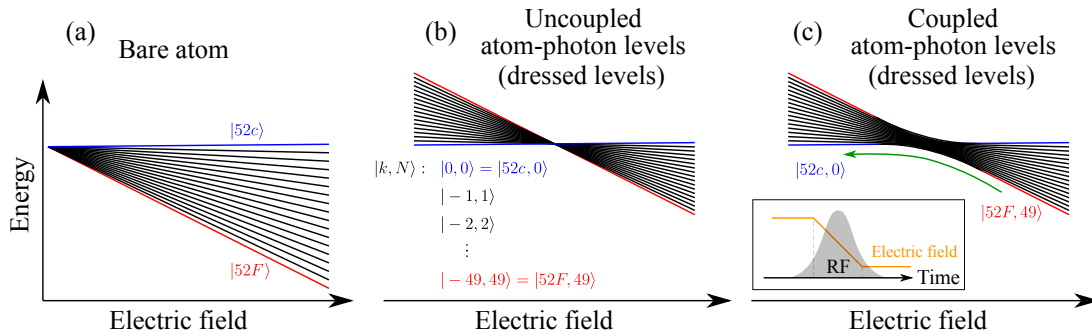 (a)
Bare atom
Energy
|52c⟩
|52F⟩
Electric field
(b)
Uncoupled
atom-photon levels
(dressed levels)
|k, N⟩ : |0, 0⟩ = |52c, 0⟩
| − 1, 1⟩
| − 2, 2⟩
⋮
| − 49, 49⟩ = |52F, 49⟩
Electric field
(c)
Coupled
atom-photon levels
(dressed levels)
|52c, 0⟩
|52F, 49⟩
Electric field
RF
Time
Electric field